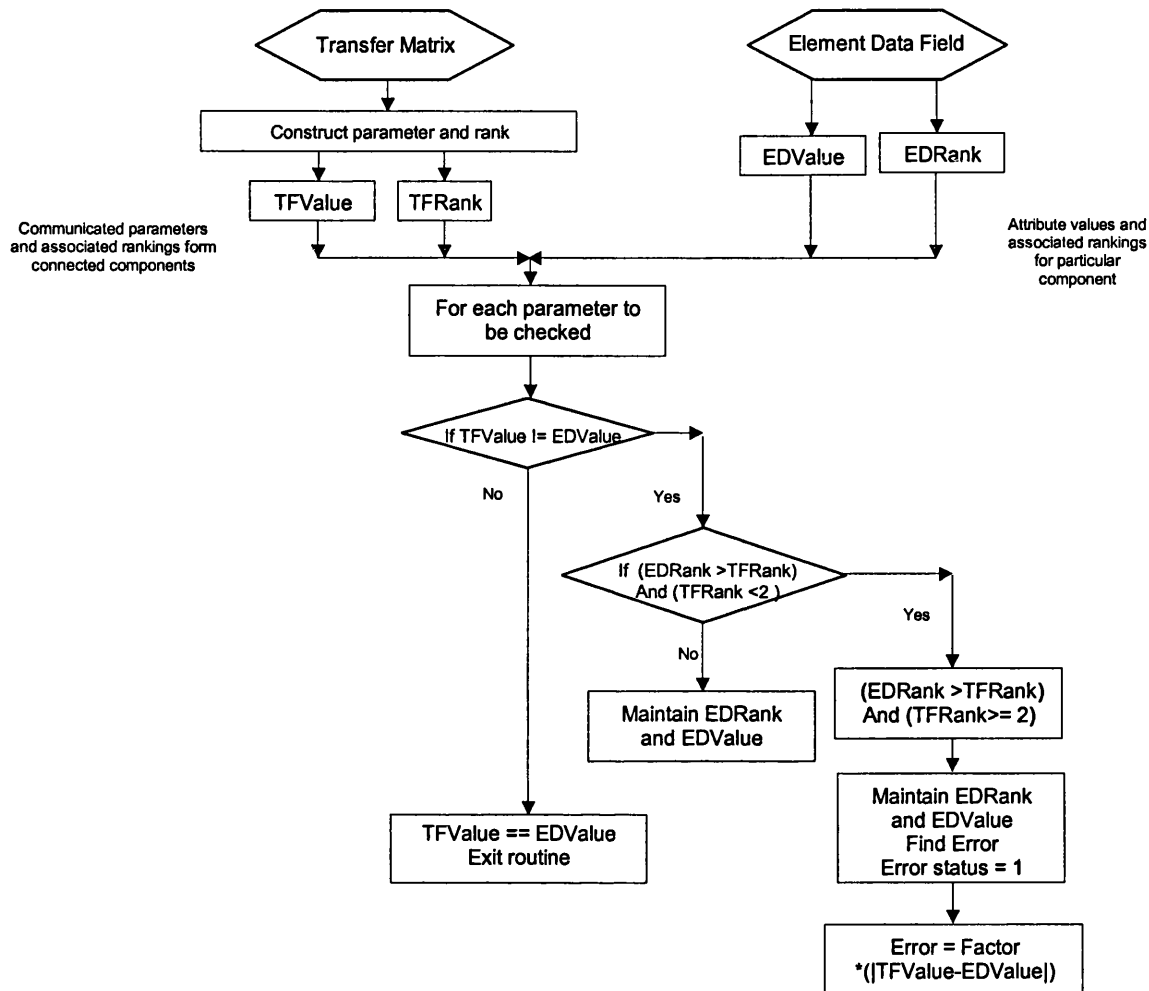 Transfer Matrix
Element Data Field
Construct parameter and rank
EDValue
EDRank
TFValue
TFRank
Communicated parameters
and associated rankings form
connected components
Attribute values and
associated rankings
for particular
component
For each parameter to
be checked
If TFValue != EDValue
No
Yes
If (EDRank >TFRank)
And (TFRank <2 )
Yes
No
(EDRank >TFRank)
And (TFRank>= 2)
Maintain EDRank
and EDValue
Maintain EDRank
and EDValue
Find Error
Error status = 1
TFValue == EDValue
Exit routine
Error = Factor
*(|TFValue-EDValue|)